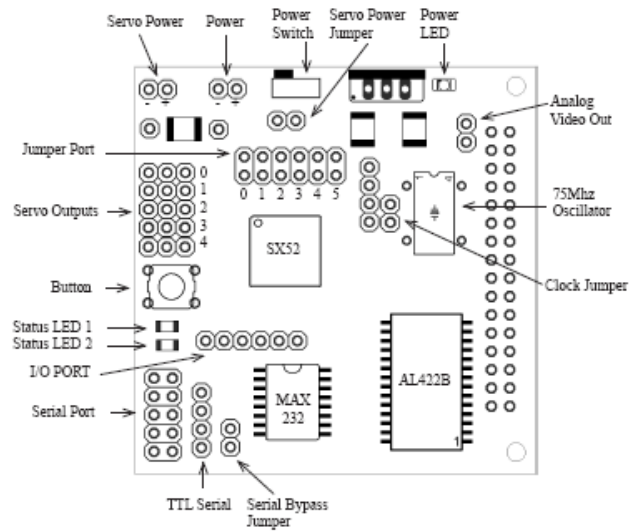 Servo Power
Power
Power
Switch
Servo Power
Jumper
Power
LED
- +
- +
Analog
Video Out
Jumper Port
0 1 2 3 4 5
0
1
2
3
4
Servo Outputs
75Mhz
Oscillator
SX52
Button
Clock Jumper
Status LED 1
Status LED 2
I/O PORT
AL422B
MAX
232
Serial Port
1
TTL Serial
Serial Bypass
Jumper